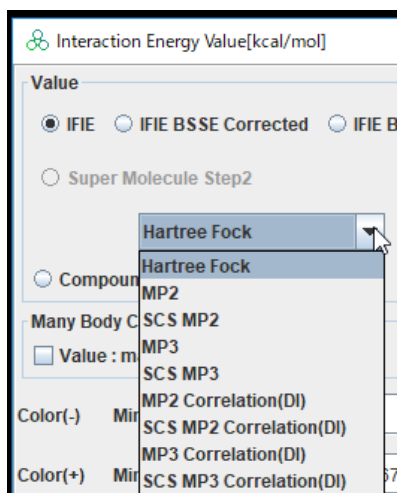 Interaction Energy Value[kcal/mol]
Value
IFIE IFIE BSSE Corrected IFIE B
Super Molecule Step2
Hartree Fock
Hartree Fock
Compoun
MP2
Many Body C
SCS MP2
Value : m
MP3
SCS MP3
MP2 Correlation(DI)
Color(-) Mi
SCS MP2 Correlation(DI)
MP3 Correlation(DI)
Color(+) Mi
SCS MP3 Correlation(DI)